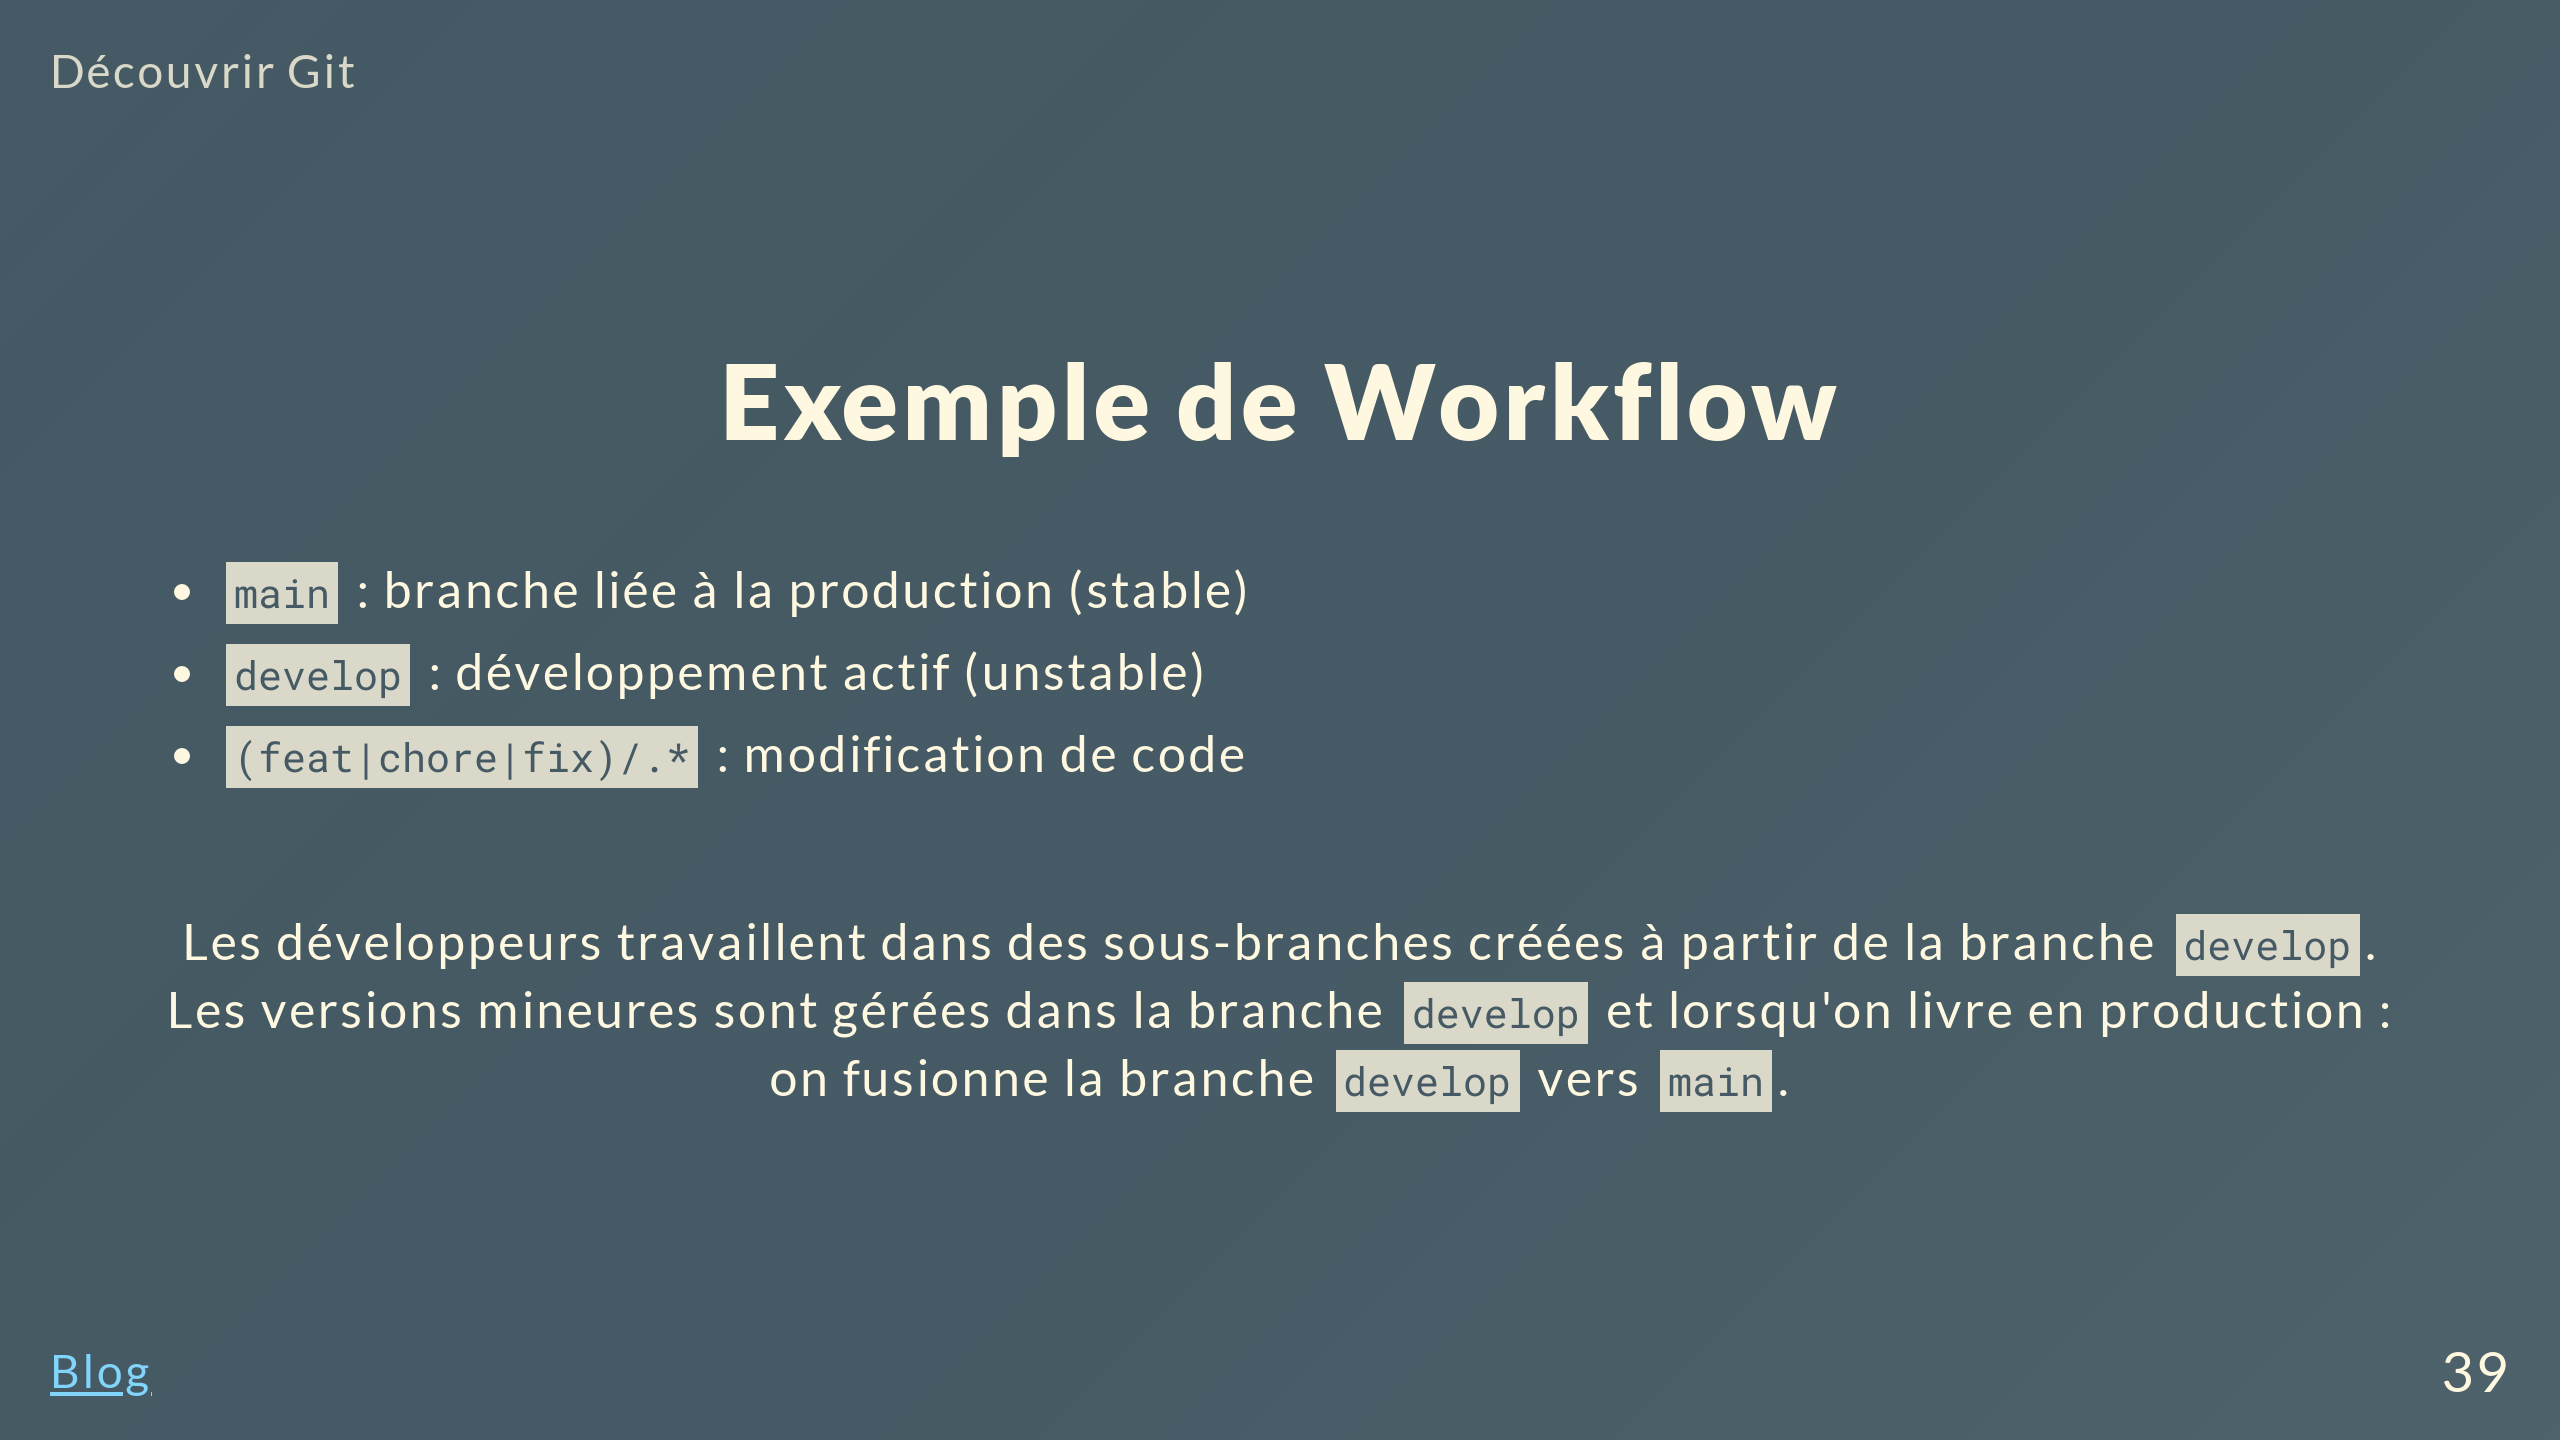 Découvrir Git
Exemple de Workflow
• main : branche liée à la production (stable)
• develop : développement actif (unstable)
• (feat|chore|fix)/.* : modification de code
Les développeurs travaillent dans des sous-branches créées à partir de la branche develop.
Les versions mineures sont gérées dans la branche develop et lorsqu'on livre en production :
on fusionne la branche develop vers main.
Blog
39